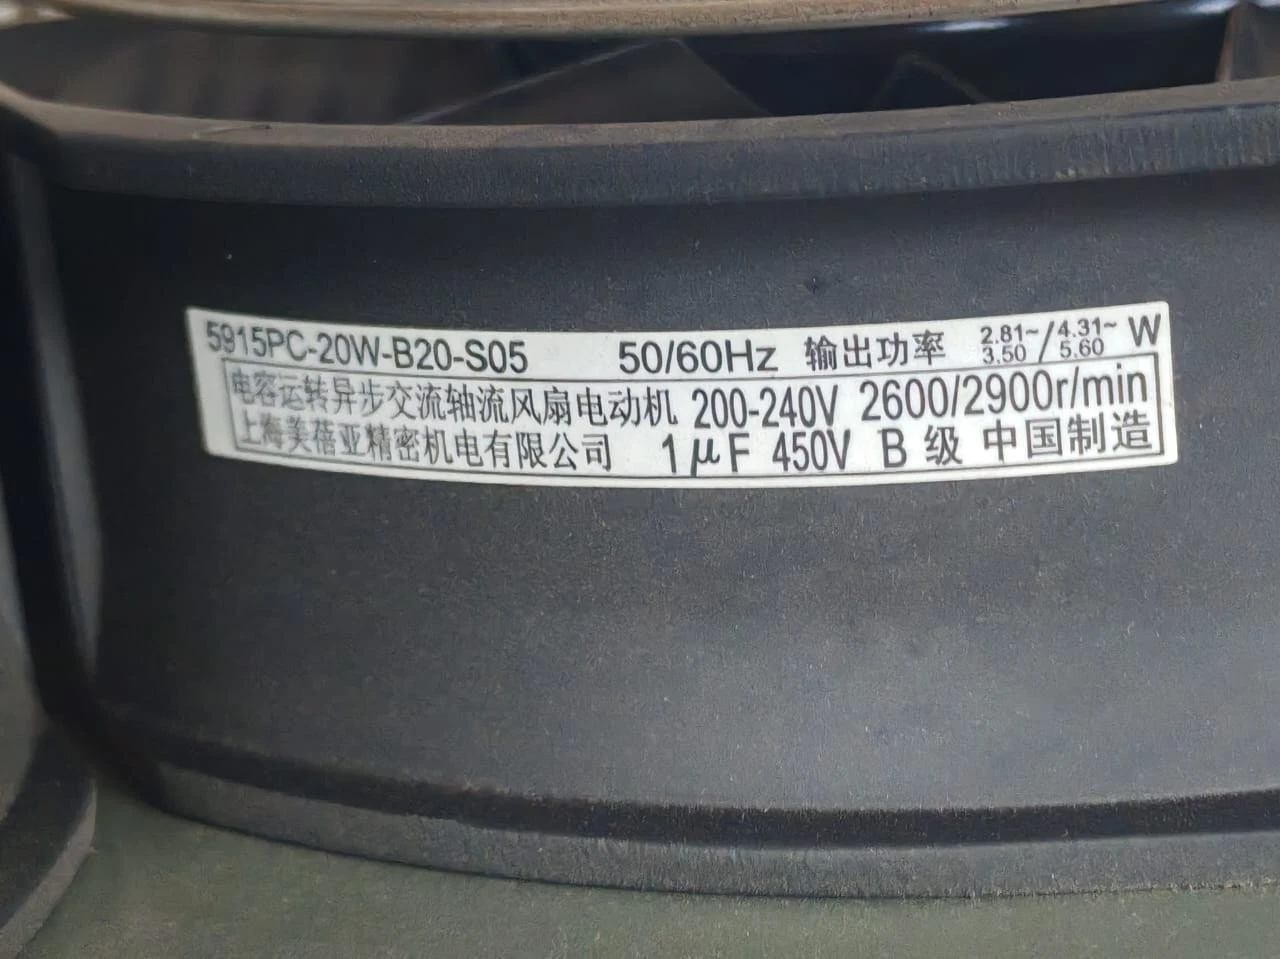 5915PC-20W-B20-S05 50/60Hz 输出功率 2.81~3.50/4.31~5.60 W
电容运转异步交流轴流风扇电动机 200-240V 2600/2900r/min
上海美蓓亚精密机电有限公司 1μF 450V B 级 中国制造